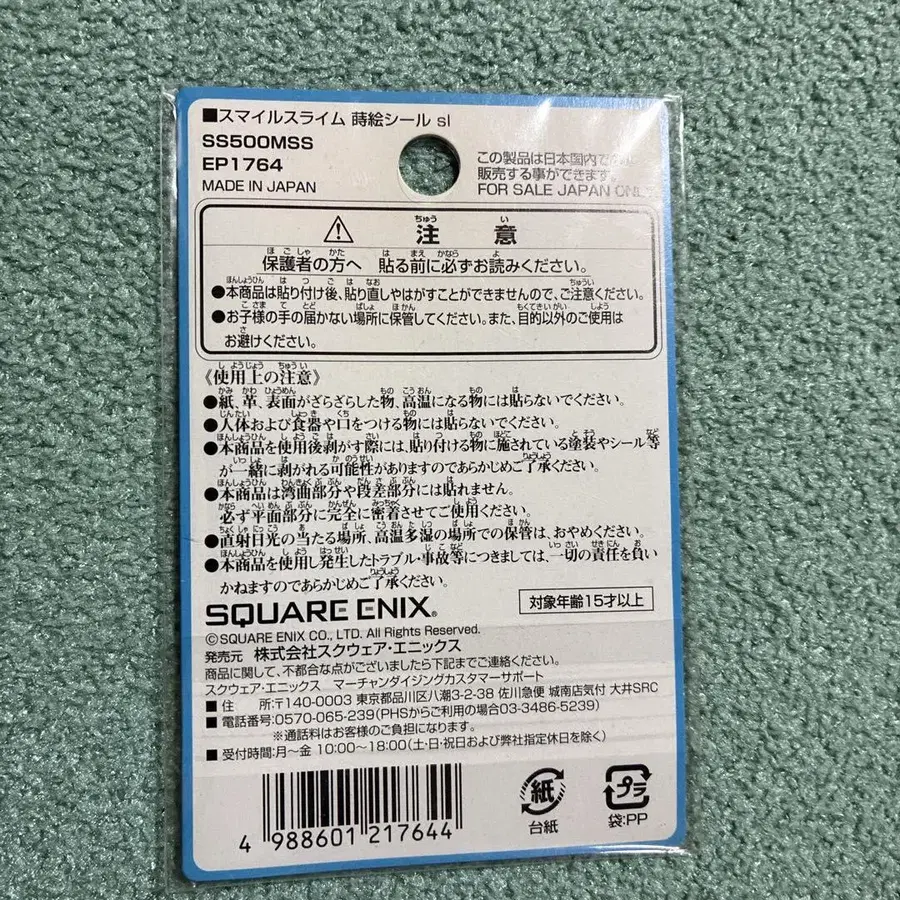 ■スマイルスライム 蒔絵シール sl
SS500MSS
EP1764
MADE IN JAPAN
この製品は日本国内での
販売する事ができます。
FOR SALE JAPAN ONLY
注意
保護者の方へ 貼る前に必ずお読みください。
●本商品は貼り付け後、貼り直しやはがすことができませんので、ご注意ください。
●お子様の手の届かない場所に保管してください。また、目的以外のご使用は
お避けください。
《使用上の注意》
●紙、革、表面がざらざらした物、高温になる物には貼らないでください。
●人体および食器や口をつける物には貼らないでください。
●本商品を使用後剥がす際には、貼り付ける物に施されている塗装やシール等
が一緒に剥がれる可能性がありますのであらかじめご了承ください。
●本商品は湾曲部分や段差部分には貼れません。
必ず平面部分に完全に密着させてご使用ください。
●直射日光の当たる場所、高温多湿の場所での保管は、おやめください。
●本商品を使用し発生したトラブル・事故等につきましては、一切の責任を負い
かねますのであらかじめご了承ください。
SQUARE ENIX®
対象年齢15才以上
©SQUARE ENIX CO., LTD. All Rights Reserved.
発売元 株式会社スクウェア・エニックス
商品に関して、不都合な点がございましたら下記までご連絡ください。
スクウェア・エニックス マーチャンダイジングカスタマーサポート
■住 所:〒140-0003 東京都品川区八潮3-2-38 佐川急便 城南店気付 大井SRC
■電話番号:0570-065-239(PHSからご利用の場合03-3486-5239)
※通話料はお客様のご負担になります。
■受付時間:月～金 10:00～18:00(土・日・祝日および弊社指定休日を除く)
4 988601 217644
紙
台紙
プラ
袋:PP